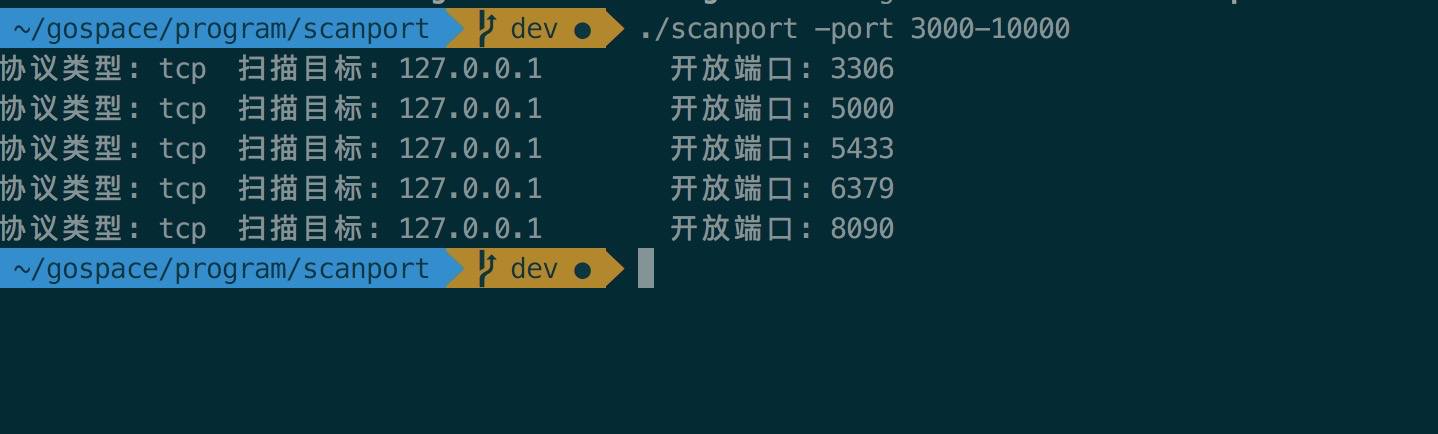 ~/gospace/program/scanport dev ● ./scanport -port 3000-10000
协议类型: tcp 扫描目标: 127.0.0.1 开放端口: 3306
协议类型: tcp 扫描目标: 127.0.0.1 开放端口: 5000
协议类型: tcp 扫描目标: 127.0.0.1 开放端口: 5433
协议类型: tcp 扫描目标: 127.0.0.1 开放端口: 6379
协议类型: tcp 扫描目标: 127.0.0.1 开放端口: 8090
~/gospace/program/scanport dev ●